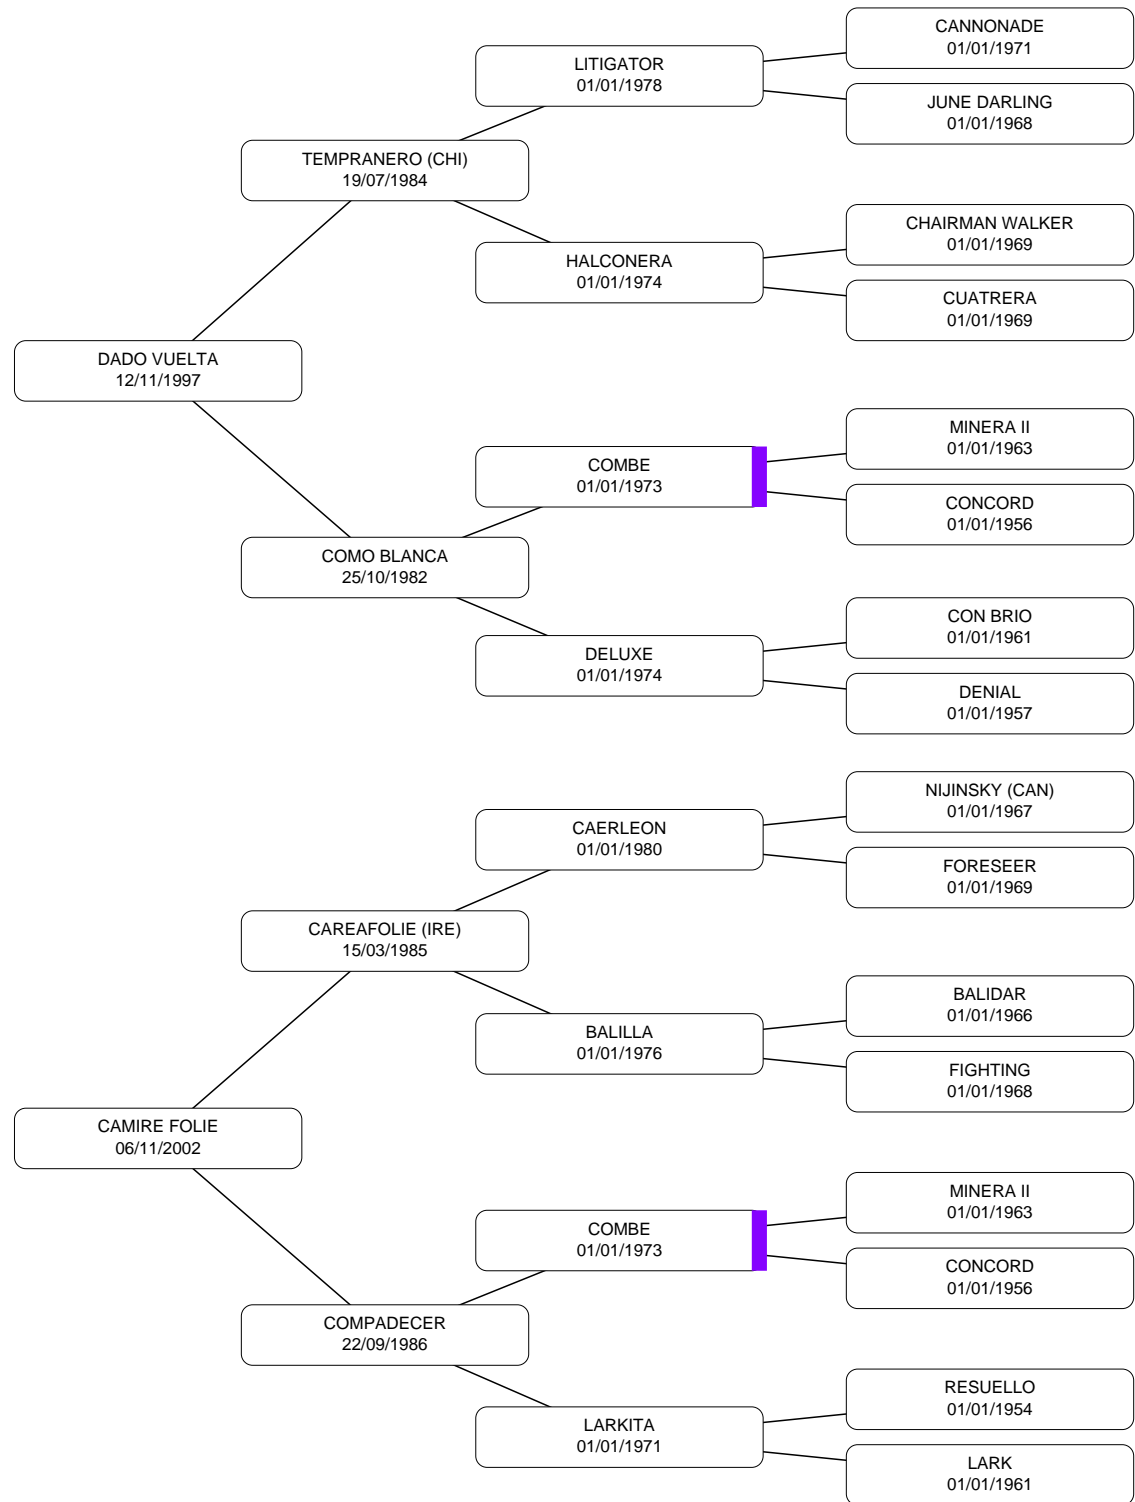 CANNONADE
01/01/1971
LITIGATOR
01/01/1978
JUNE DARLING
01/01/1968
TEMPRANERO (CHI)
19/07/1984
CHAIRMAN WALKER
01/01/1969
HALCONERA
01/01/1974
CUATRERA
01/01/1969
DADO VUELTA
12/11/1997
MINERA II
01/01/1963
COMBE
01/01/1973
CONCORD
01/01/1956
COMO BLANCA
25/10/1982
CON BRIO
01/01/1961
DELUXE
01/01/1974
DENIAL
01/01/1957
NIJINSKY (CAN)
01/01/1967
CAERLEON
01/01/1980
FORESEER
01/01/1969
CAREAFOLIE (IRE)
15/03/1985
BALIDAR
01/01/1966
BALILLA
01/01/1976
FIGHTING
01/01/1968
CAMIRE FOLIE
06/11/2002
MINERA II
01/01/1963
COMBE
01/01/1973
CONCORD
01/01/1956
COMPADECER
22/09/1986
RESUELLO
01/01/1954
LARKITA
01/01/1971
LARK
01/01/1961